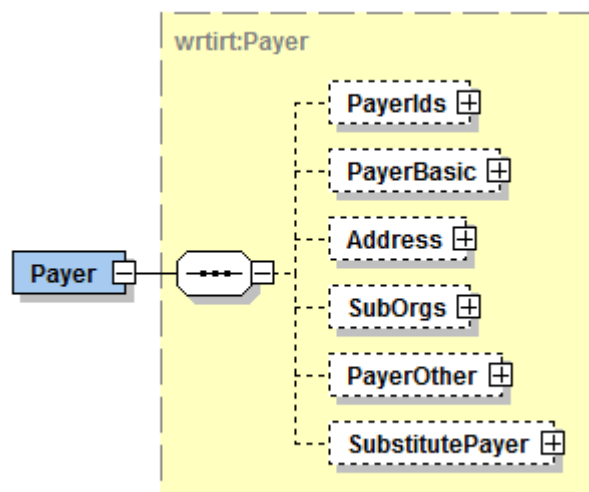 wrtirt:Payer
PayerIds
PayerBasic
Address
Payer
SubOrgs
PayerOther
SubstitutePayer